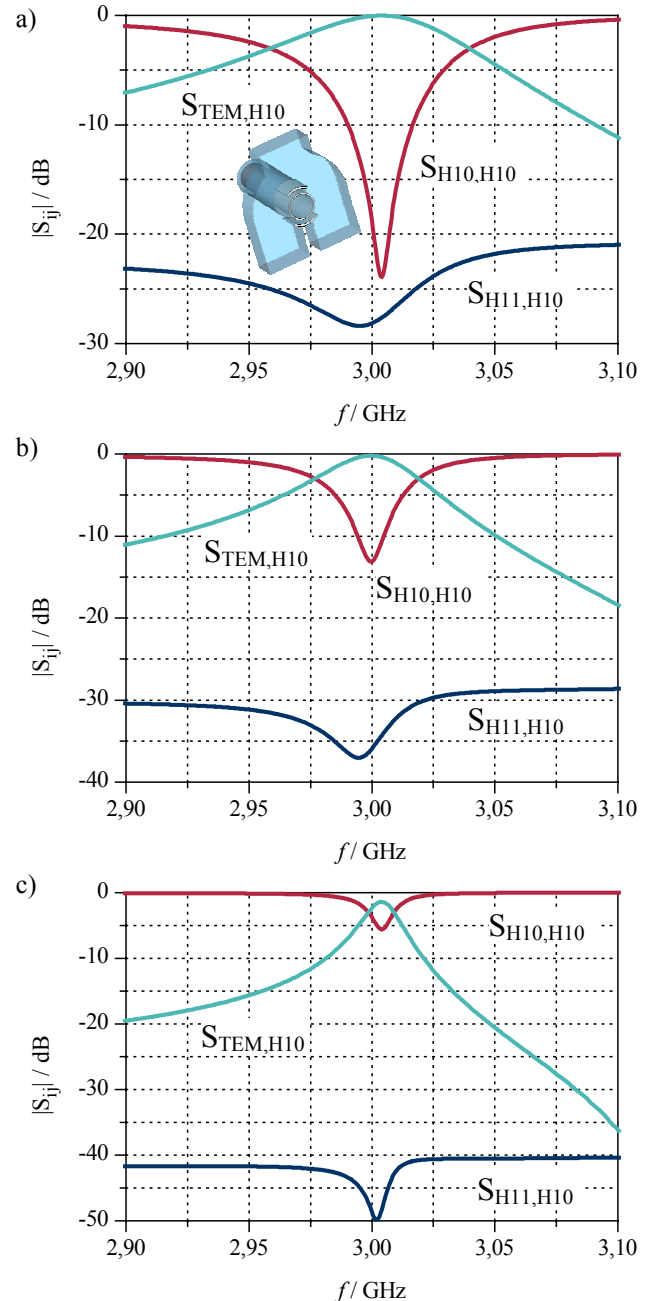 a)
0
-10
-20
-30
|S_ij| / dB
S_TEM,H10
S_H10,H10
S_H11,H10
2,90
2,95
3,00
3,05
3,10
f / GHz
b)
0
-10
-20
-30
-40
|S_ij| / dB
S_TEM,H10
S_H10,H10
S_H11,H10
2,90
2,95
3,00
3,05
3,10
f / GHz
c)
0
-10
-20
-30
-40
-50
|S_ij| / dB
S_H10,H10
S_TEM,H10
S_H11,H10
2,90
2,95
3,00
3,05
3,10
f / GHz